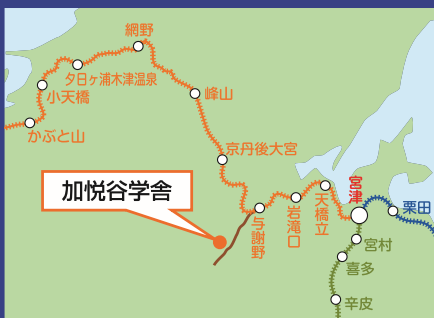 網野
夕日ヶ浦木津温泉
小天橋
かぶと山
峰山
京丹後大宮
加悦谷学舎
与謝野
岩滝口
天橋立
宮津
栗田
宮村
喜多
辛皮